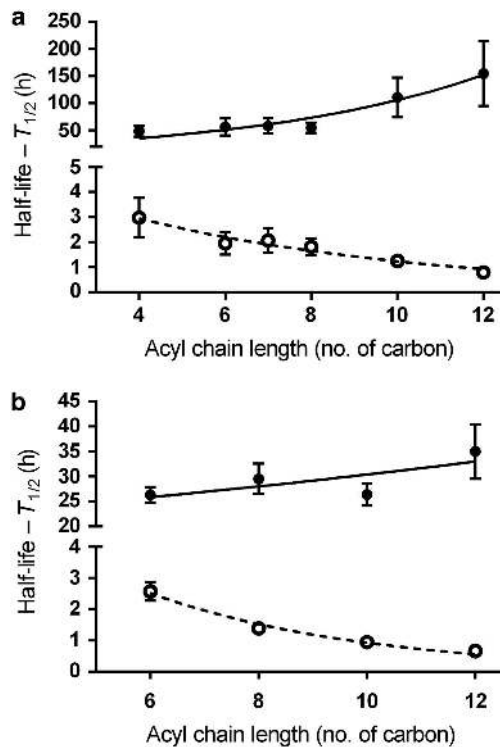 a
Half-life – T1/2 (h)
250
200
150
100
50
5
4
3
2
1
0
4 6 8 10 12
Acyl chain length (no. of carbon)
b
Half-life – T1/2 (h)
45
40
35
30
25
20
4
3
2
1
0
6 8 10 12
Acyl chain length (no. of carbon)